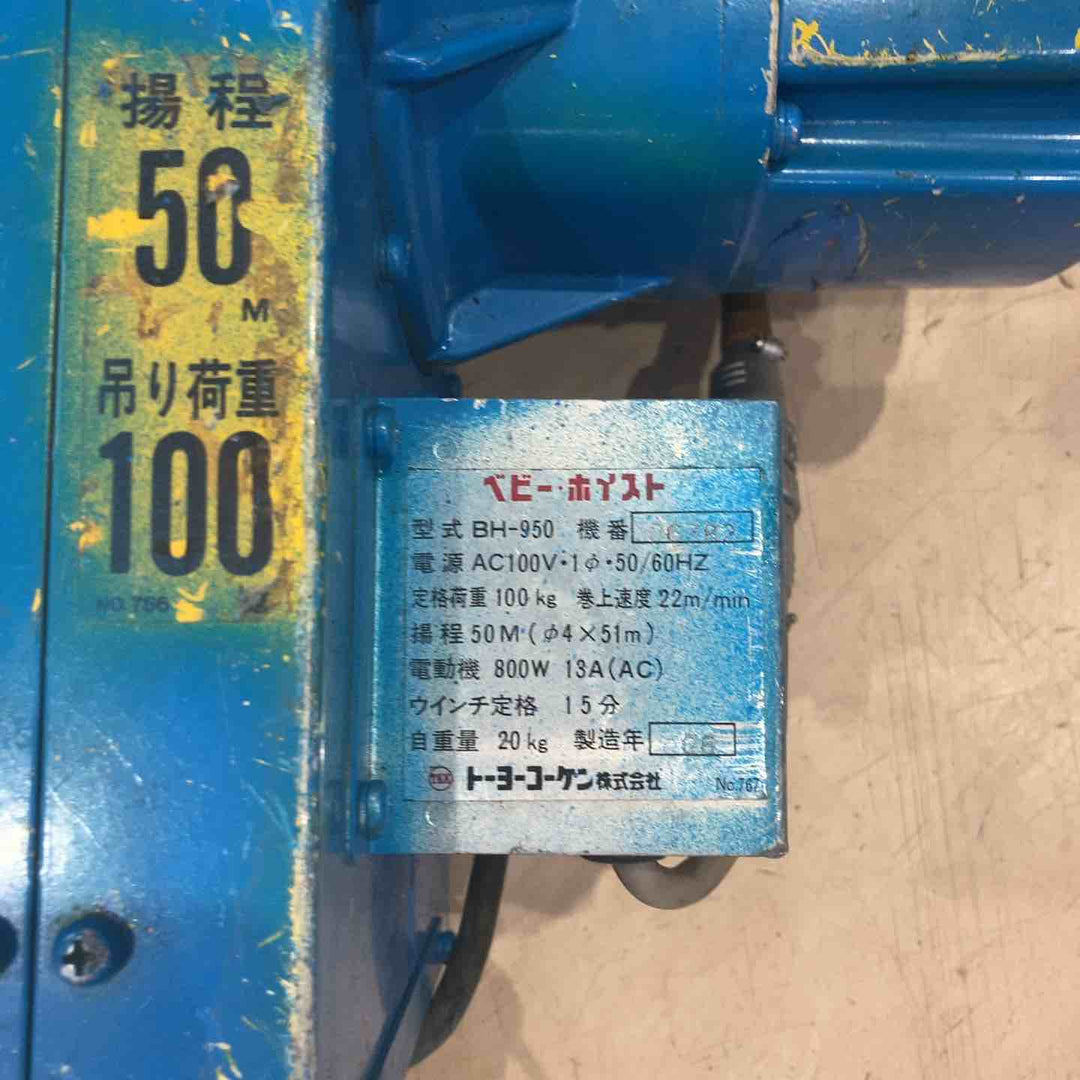 揚程
50
M
吊り荷重
100
NO.766
ベビー・ホイスト
型式 BH-950 機番
電源 AC100V・1φ・50/60HZ
定格荷重 100kg 巻上速度 22m/min
揚程 50M (φ4×51m)
電動機 800W 13A(AC)
ウインチ定格 15分
自重量 20kg 製造年
トーヨーコーケン株式会社 No.767